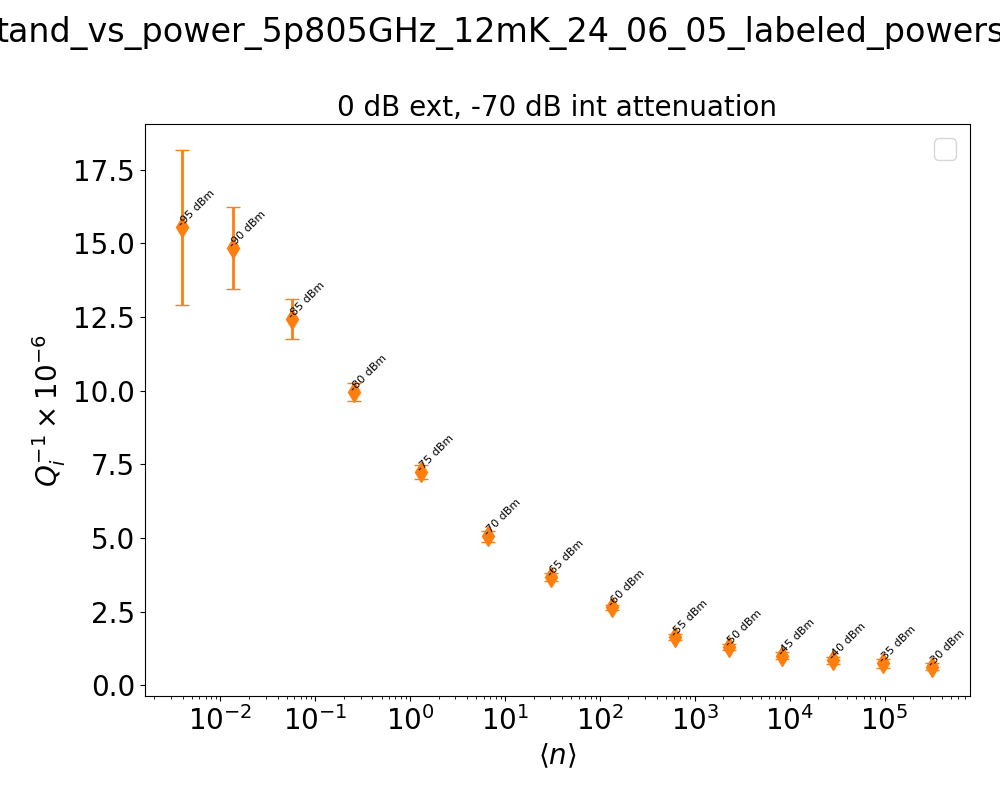 tand_vs_power_5p805GHz_12mK_24_06_05_labeled_powers
0 dB ext, -70 dB int attenuation
17.5
15.0
12.5
10.0
7.5
5.0
2.5
0.0
Q_i^{-1} × 10^{-6}
-95 dBm
-90 dBm
-85 dBm
-80 dBm
-75 dBm
-70 dBm
-65 dBm
-60 dBm
-55 dBm
-50 dBm
-45 dBm
-40 dBm
-35 dBm
-30 dBm
10^{-2} 10^{-1} 10^{0} 10^{1} 10^{2} 10^{3} 10^{4} 10^{5}
⟨n⟩